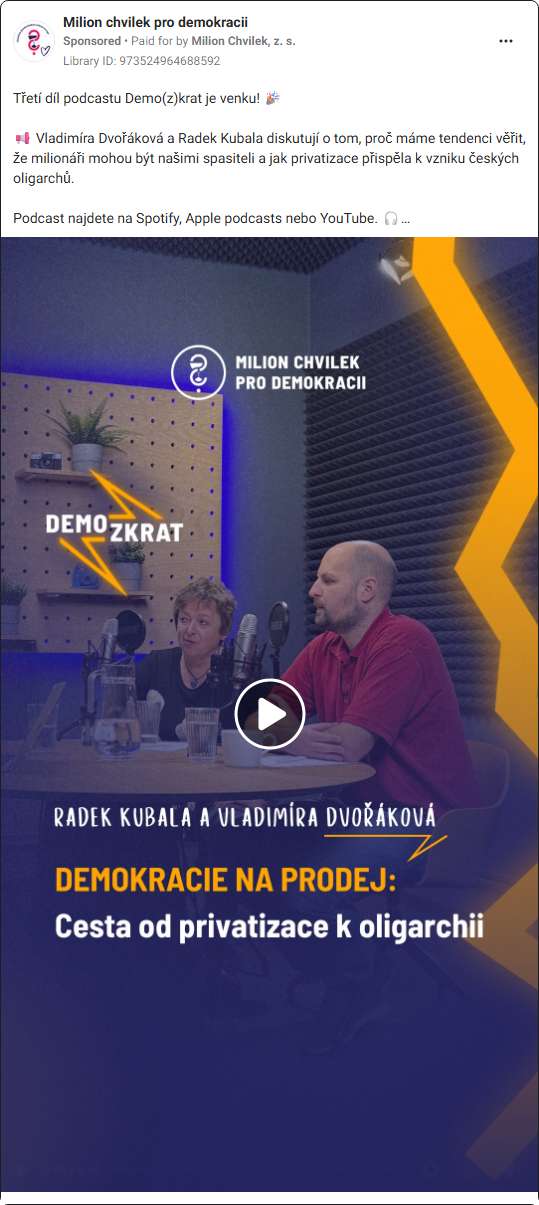 Milion chvilek pro demokracii
Sponsored • Paid for by Milion Chvilek, z. s.
Library ID: 973524964688592
Třetí díl podcastu Demo(z)krat je venku! 🎉
📢 Vladimíra Dvořáková a Radek Kubala diskutují o tom, proč máme tendenci věřit,
že milionáři mohou být našimi spasiteli a jak privatizace přispěla k vzniku českých
oligarchů.
Podcast najdete na Spotify, Apple podcasts nebo YouTube. 🎧 ...
MILION CHVILEK
PRO DEMOKRACII
DEMO
ZKRAT
RADEK KUBALA A VLADIMÍRA DVOŘÁKOVÁ
DEMOKRACIE NA PRODEJ:
Cesta od privatizace k oligarchii